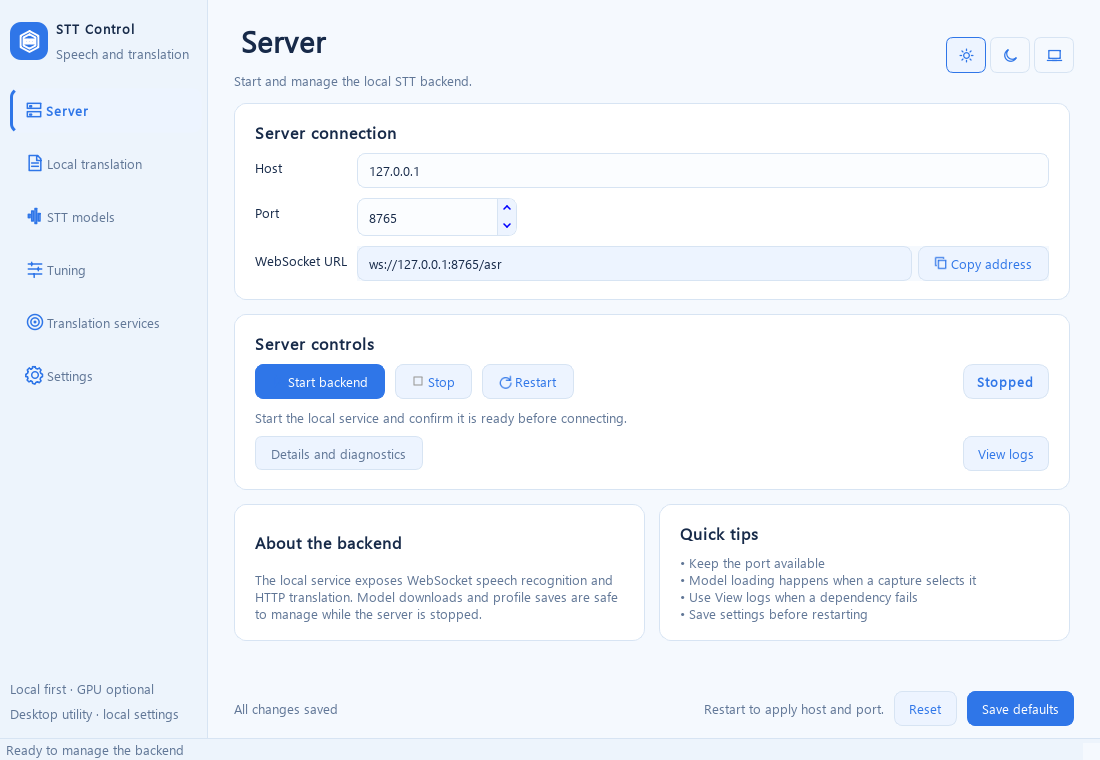 STT Control
Speech and translation
Server
Local translation
STT models
Tuning
Translation services
Settings
Local first · GPU optional
Desktop utility · local settings
Server
Start and manage the local STT backend.
Server connection
Host
127.0.0.1
Port
8765
WebSocket URL
ws://127.0.0.1:8765/asr
Copy address
Server controls
Start backend
Stop
Restart
Stopped
Start the local service and confirm it is ready before connecting.
Details and diagnostics
View logs
About the backend
The local service exposes WebSocket speech recognition and
HTTP translation. Model downloads and profile saves are safe
to manage while the server is stopped.
Quick tips
• Keep the port available
• Model loading happens when a capture selects it
• Use View logs when a dependency fails
• Save settings before restarting
All changes saved
Restart to apply host and port.
Reset
Save defaults
Ready to manage the backend